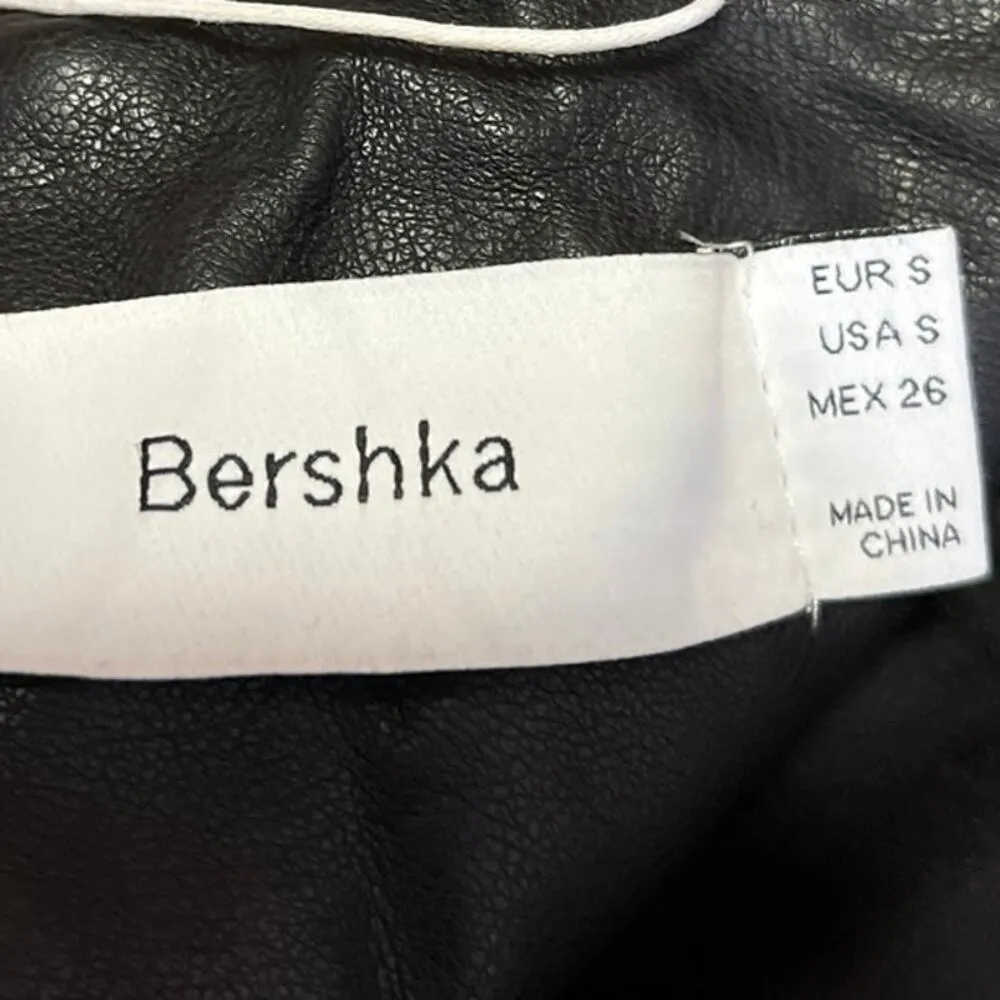 Bershka
EUR S
USA S
MEX 26
MADE IN
CHINA